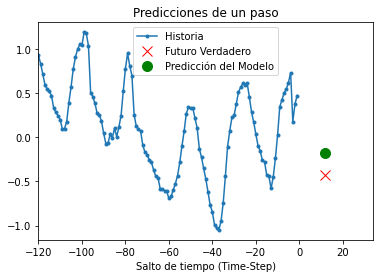 Predicciones de un paso
Historia
Futuro Verdadero
Predicción del Modelo
1.0
0.5
0.0
−0.5
−1.0
−120
−100
−80
−60
−40
−20
0
20
Salto de tiempo (Time-Step)